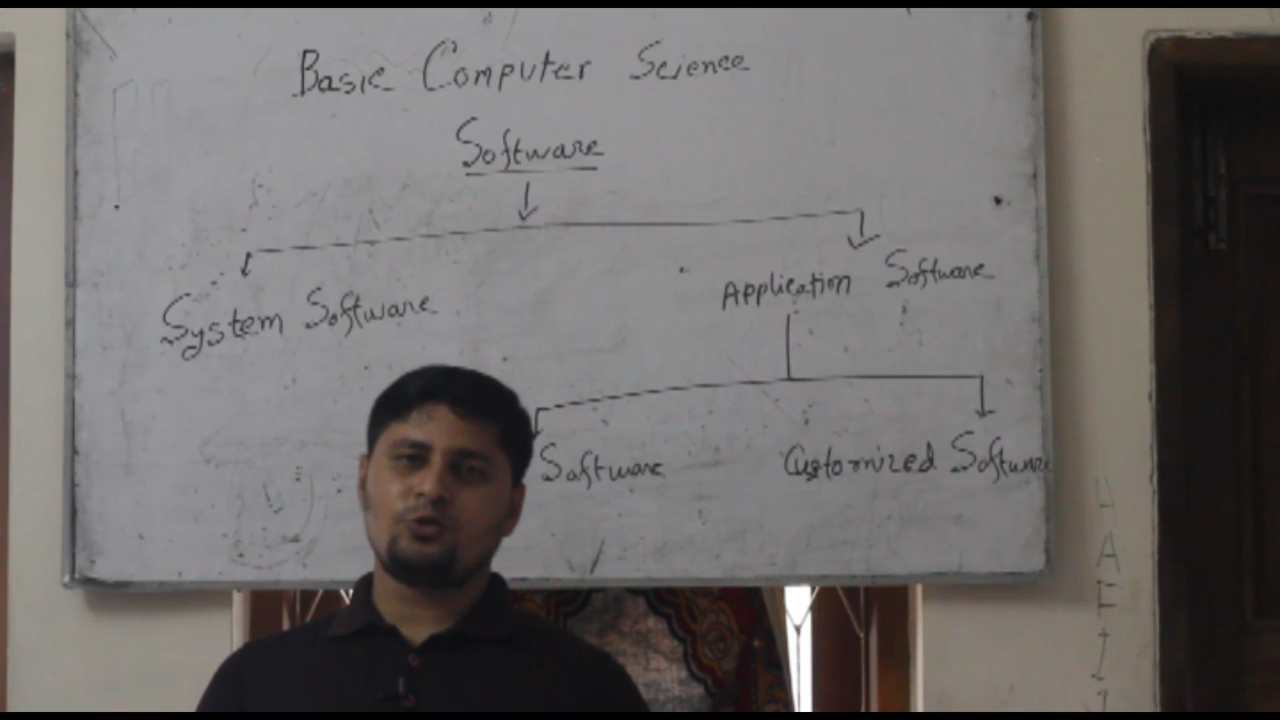 Basic Computer Science
Software
System Software
Application Software
Software
Customized Software
H
A
F
I